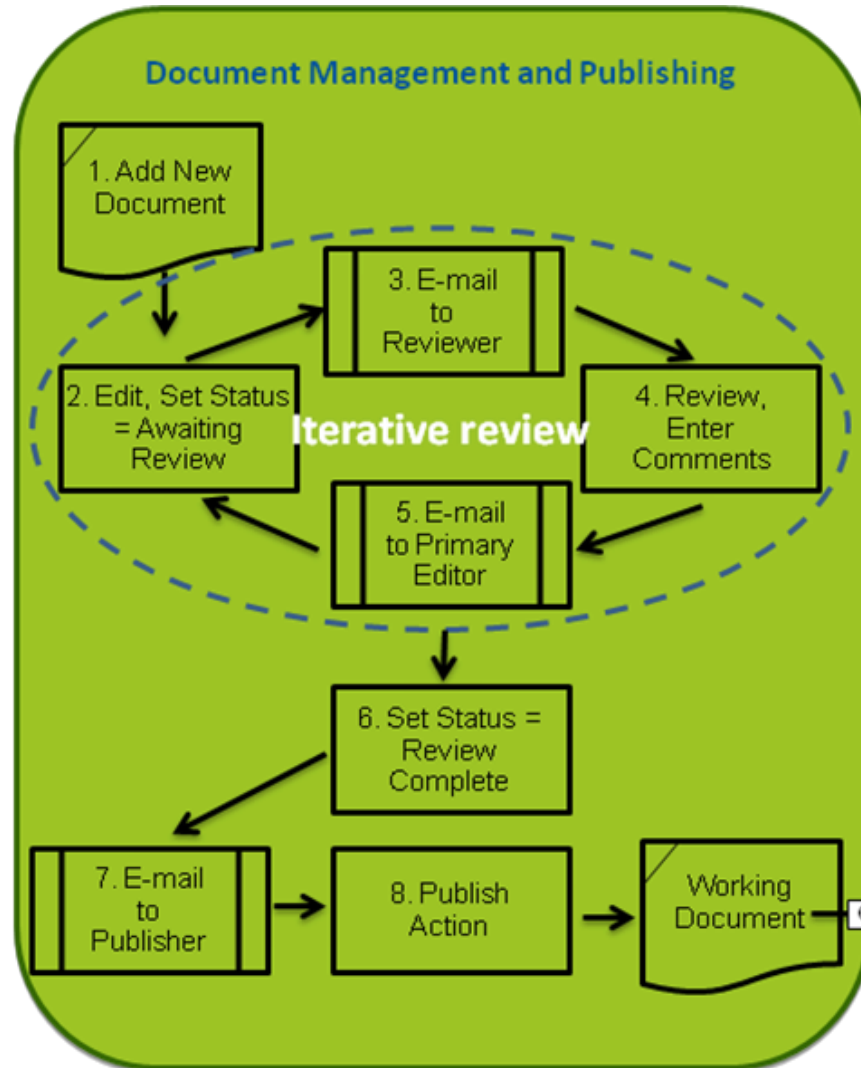 Document Management and Publishing
1. Add New
Document
3. E-mail
to
Reviewer
2. Edit, Set Status
= Awaiting
Review
Iterative review
4. Review,
Enter
Comments
5. E-mail
to Primary
Editor
6. Set Status =
Review
Complete
7. E-mail
to
Publisher
8. Publish
Action
Working
Document